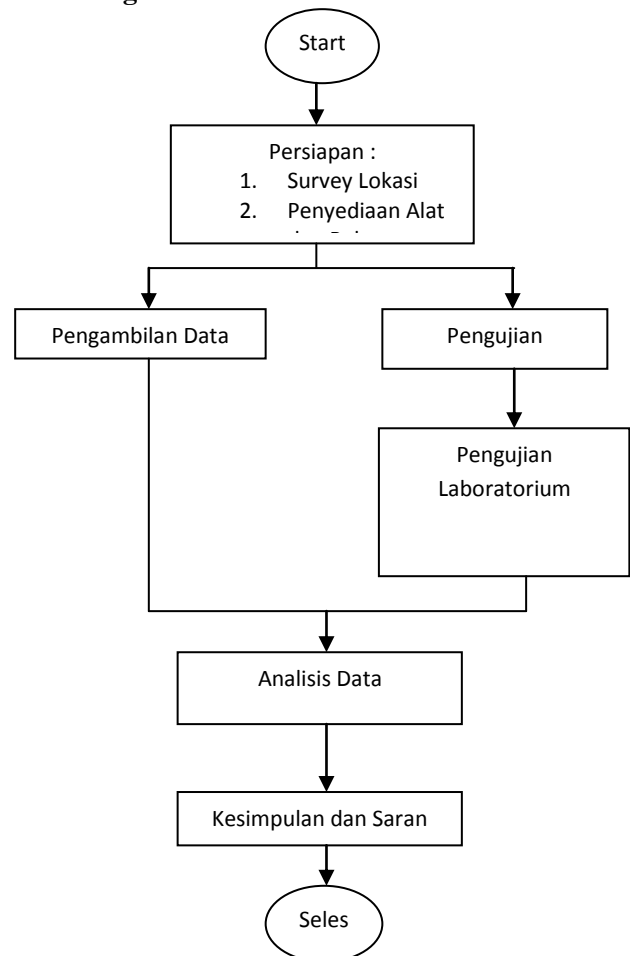 Start
Persiapan :
1. Survey Lokasi
2. Penyediaan Alat
Pengambilan Data
Pengujian
Pengujian
Laboratorium
Analisis Data
Kesimpulan dan Saran
Seles